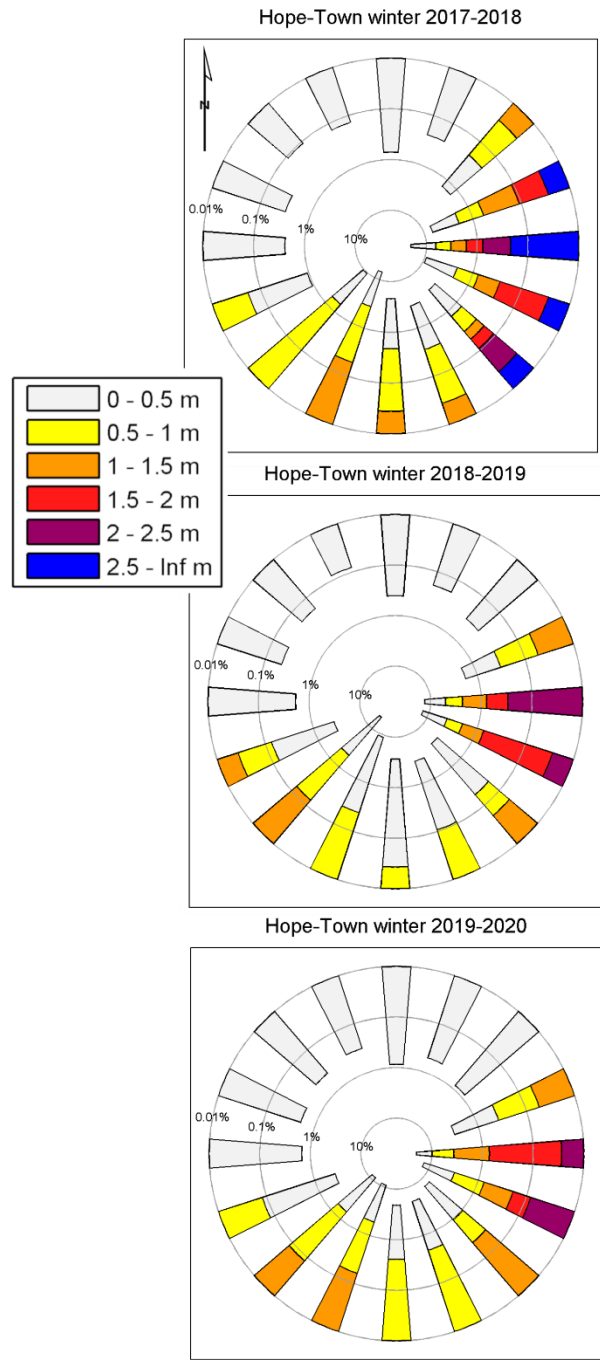 Hope-Town winter 2017-2018
N
0.01%
0.1%
1%
10%
0 - 0.5 m
0.5 - 1 m
1 - 1.5 m
1.5 - 2 m
2 - 2.5 m
2.5 - Inf m
Hope-Town winter 2018-2019
0.01%
0.1%
1%
10%
Hope-Town winter 2019-2020
0.01%
0.1%
1%
10%